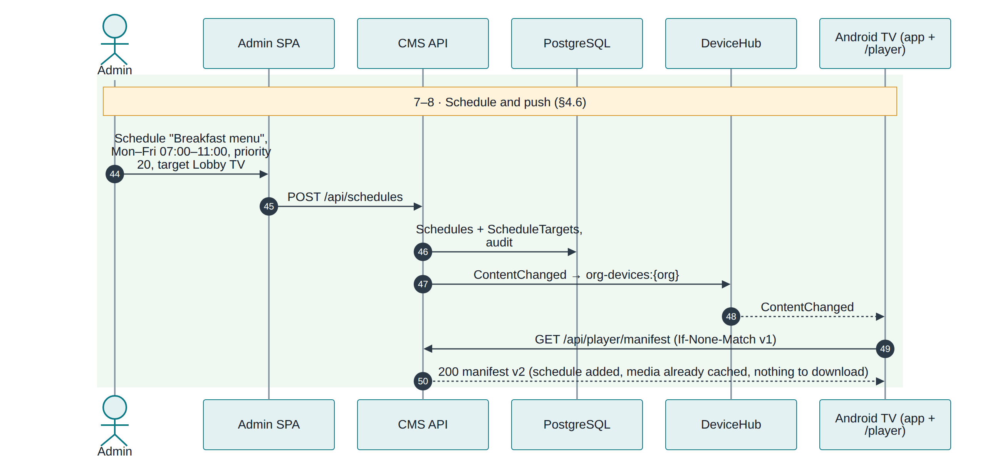 Admin
Admin SPA
CMS API
PostgreSQL
DeviceHub
Android TV (app +
/player)
7–8 · Schedule and push (§4.6)
Schedule "Breakfast menu",
Mon–Fri 07:00–11:00, priority
20, target Lobby TV
44
POST /api/schedules
45
Schedules + ScheduleTargets,
audit
46
ContentChanged → org-devices:{org}
47
ContentChanged
48
GET /api/player/manifest (If-None-Match v1)
49
200 manifest v2 (schedule added, media already cached, nothing to download)
50
Admin
Admin SPA
CMS API
PostgreSQL
DeviceHub
Android TV (app +
/player)